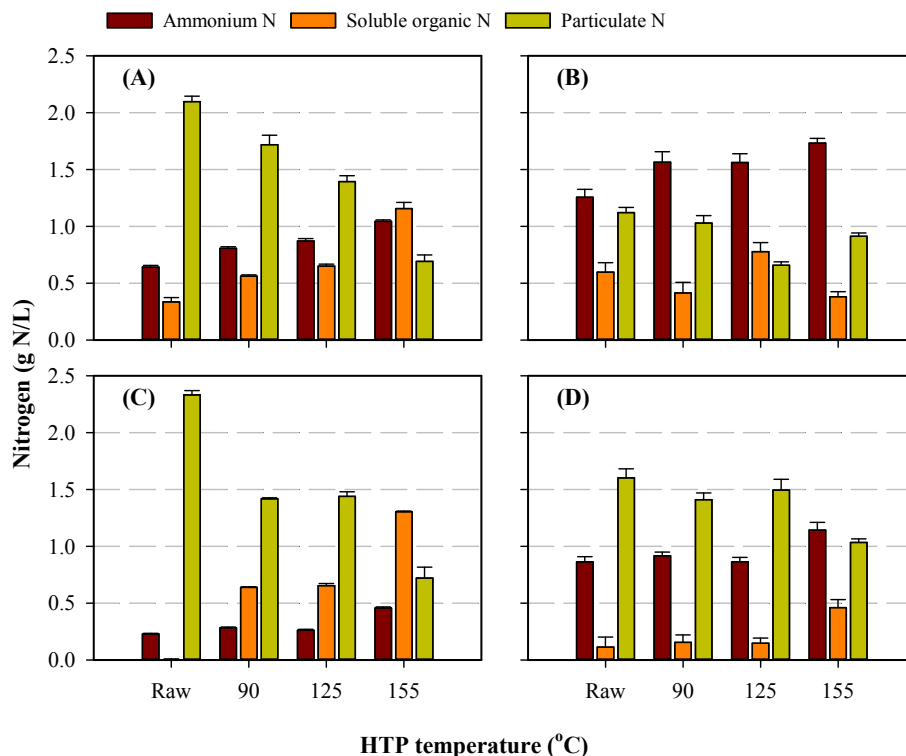 Ammonium N Soluble organic N Particulate N
(A) (B)
2.5
2.0
1.5
1.0
0.5
0.0
(C) (D)
2.5
2.0
1.5
1.0
0.5
0.0
Nitrogen (g N/L)
Raw 90 125 155 Raw 90 125 155
HTP temperature (°C)